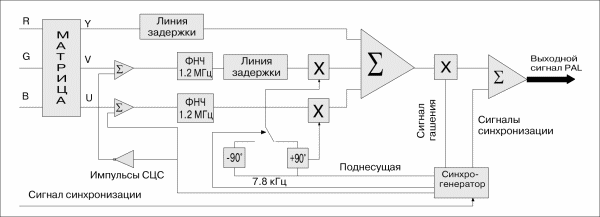 R
Y
Линия
задержки
МАТРИЦА
G
V
Σ
ФНЧ
1.2 МГц
Линия
задержки
X
Σ
X
Σ
Выходной
сигнал PAL
B
U
Σ
ФНЧ
1.2 МГц
X
Сигнал
гашения
Сигналы
синхронизации
-90°
+90°
Поднесущая
Импульсы СЦС
7.8 кГц
Синхро-
генератор
Сигнал синхронизации